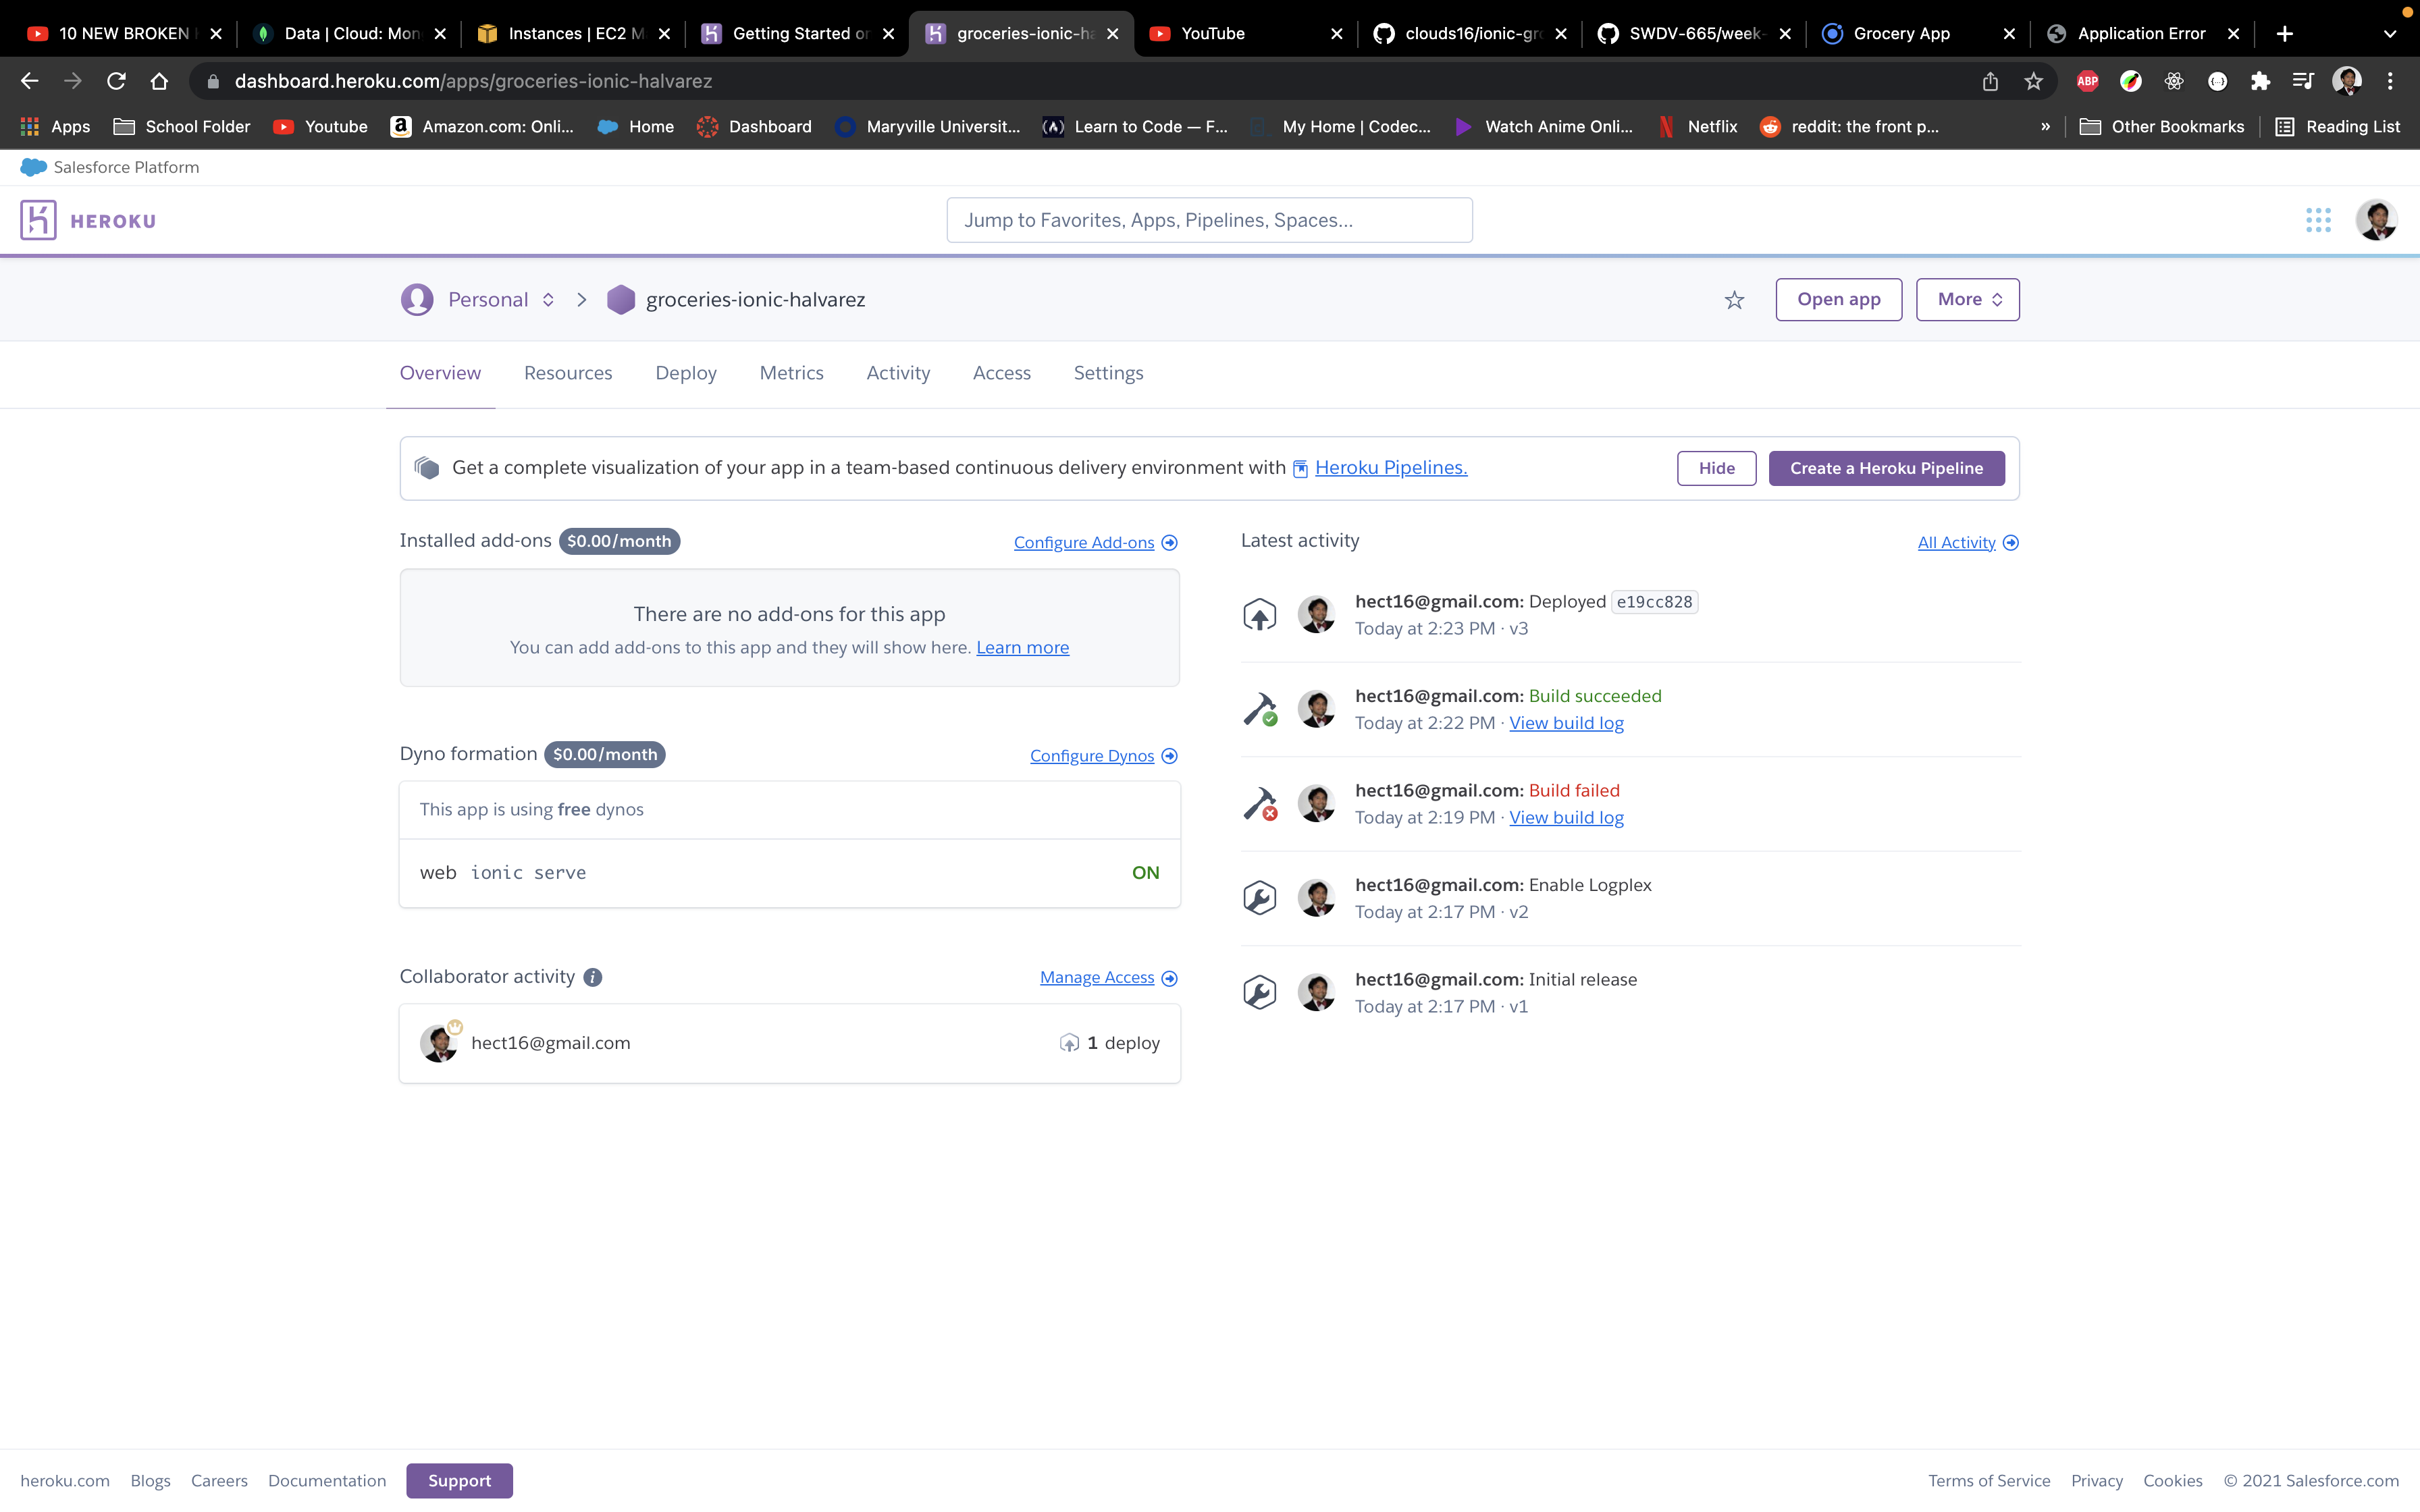 10 NEW BROKEN
Data | Cloud: Mon
Instances | EC2 M
Getting Started on
groceries-ionic-ha
YouTube
clouds16/ionic-gro
SWDV-665/week-
Grocery App
Application Error
dashboard.heroku.com/apps/groceries-ionic-halvarez
ABP
Apps
School Folder
Youtube
Amazon.com: Onli...
Home
Dashboard
Maryville Universit...
Learn to Code — F...
My Home | Codec...
Watch Anime Onli...
Netflix
reddit: the front p...
»
Other Bookmarks
Reading List
Salesforce Platform
HEROKU
Jump to Favorites, Apps, Pipelines, Spaces...
Personal
groceries-ionic-halvarez
Open app
More
Overview
Resources
Deploy
Metrics
Activity
Access
Settings
Get a complete visualization of your app in a team-based continuous delivery environment with Heroku Pipelines.
Hide
Create a Heroku Pipeline
Installed add-ons $0.00/month
Configure Add-ons
There are no add-ons for this app
You can add add-ons to this app and they will show here. Learn more
Dyno formation $0.00/month
Configure Dynos
This app is using free dynos
web ionic serve
ON
Collaborator activity
Manage Access
hect16@gmail.com
1 deploy
Latest activity
All Activity
hect16@gmail.com: Deployed e19cc828
Today at 2:23 PM · v3
hect16@gmail.com: Build succeeded
Today at 2:22 PM · View build log
hect16@gmail.com: Build failed
Today at 2:19 PM · View build log
hect16@gmail.com: Enable Logplex
Today at 2:17 PM · v2
hect16@gmail.com: Initial release
Today at 2:17 PM · v1
heroku.com
Blogs
Careers
Documentation
Support
Terms of Service
Privacy
Cookies
© 2021 Salesforce.com